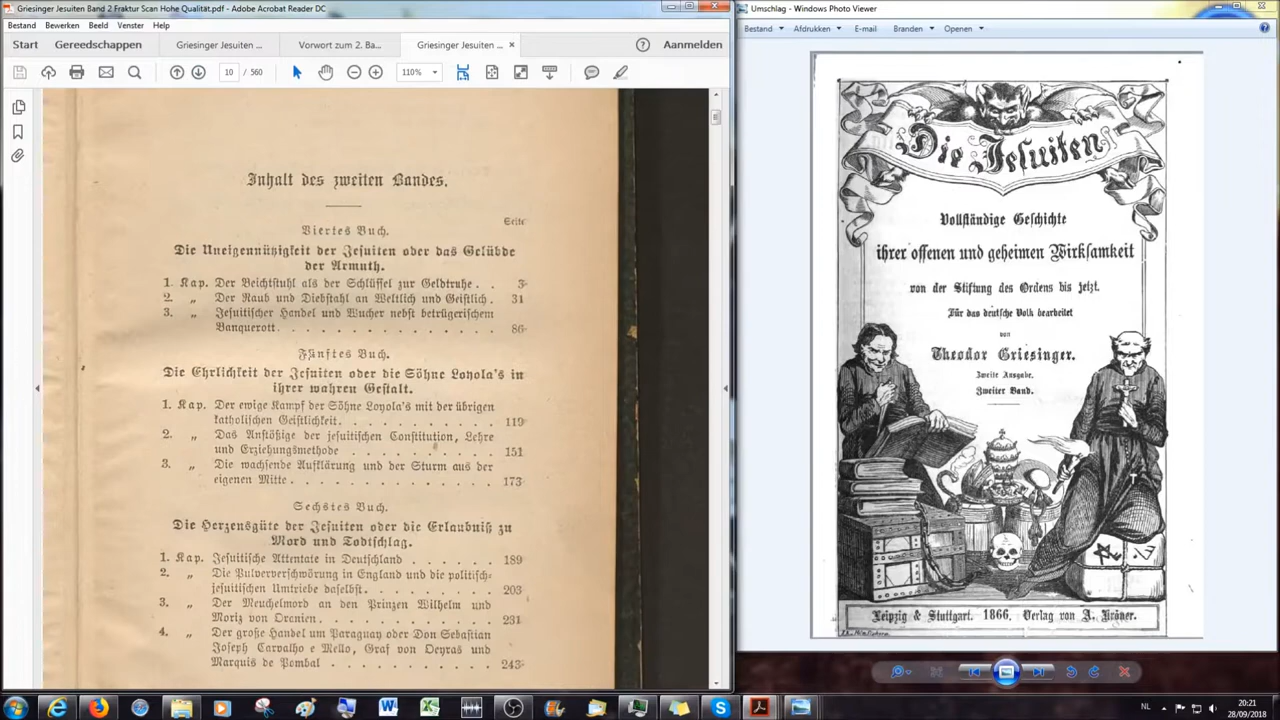 Griesinger Jesuiten Band 2 Fraktur Scan Hohe Qualität.pdf - Adobe Acrobat Reader DC
Bestand Bewerken Beeld Venster Help
Start Gereedschappen Griesinger Jesuiten ... Vorwort zum 2. Ba... Griesinger Jesuiten ... × Anmelden
10 / 560 110%
Inhalt des zweiten Bandes.
Seite
Viertes Buch.
Die Uneigennützigkeit der Jesuiten oder das Gelübde
der Armuth.
1. Kap. Der Beichtstuhl als der Schlüssel zur Geldtruhe . . 3
2. „ Der Raub und Diebstahl an Weltlich und Geistlich . 31
3. „ Jesuitischer Handel und Wucher nebst betrügerischem
Banquerott . . . . . . . . . . . . . 86
Fünftes Buch.
Die Ehrlichkeit der Jesuiten oder die Söhne Loyola's in
ihrer wahren Gestalt.
1. Kap. Der ewige Kampf der Söhne Loyola's mit der übrigen
katholischen Geistlichkeit . . . . . . . . . . 119
2. „ Das Anstößige der jesuitischen Constitution, Lehre
und Erziehungsmethode . . . . . . . . . . 151
3. „ Die wachsende Aufklärung und der Sturm aus der
eigenen Mitte . . . . . . . . . . . . . 173
Sechstes Buch.
Die Herzensgüte der Jesuiten oder die Erlaubniß zu
Mord und Todtschlag.
1. Kap. Jesuitische Attentate in Deutschland . . . . . 189
2. „ Die Pulververschwörung in England und die politisch-
jesuitischen Umtriebe daselbst . . . . . . . . 203
3. „ Der Meuchelmord an den Prinzen Wilhelm und
Moriz von Oranien . . . . . . . . . . . 231
4. „ Der große Handel um Paraguay oder Don Sebastian
Joseph Carvalho e Mello, Graf von Oeyras und
Marquis de Pombal . . . . . . . . . . . 243
Umschlag - Windows Photo Viewer
Bestand Afdrukken E-mail Branden Openen
Die Jesuiten
Vollständige Geschichte
ihrer offenen und geheimen Wirksamkeit
von der Stiftung des Ordens bis jetzt.
Für das deutsche Volk bearbeitet
von
Theodor Griesinger.
Zweite Ausgabe.
Zweiter Band.
Leipzig & Stuttgart. 1866. Verlag von A. Kröner.
NL
20:21
28/09/2018